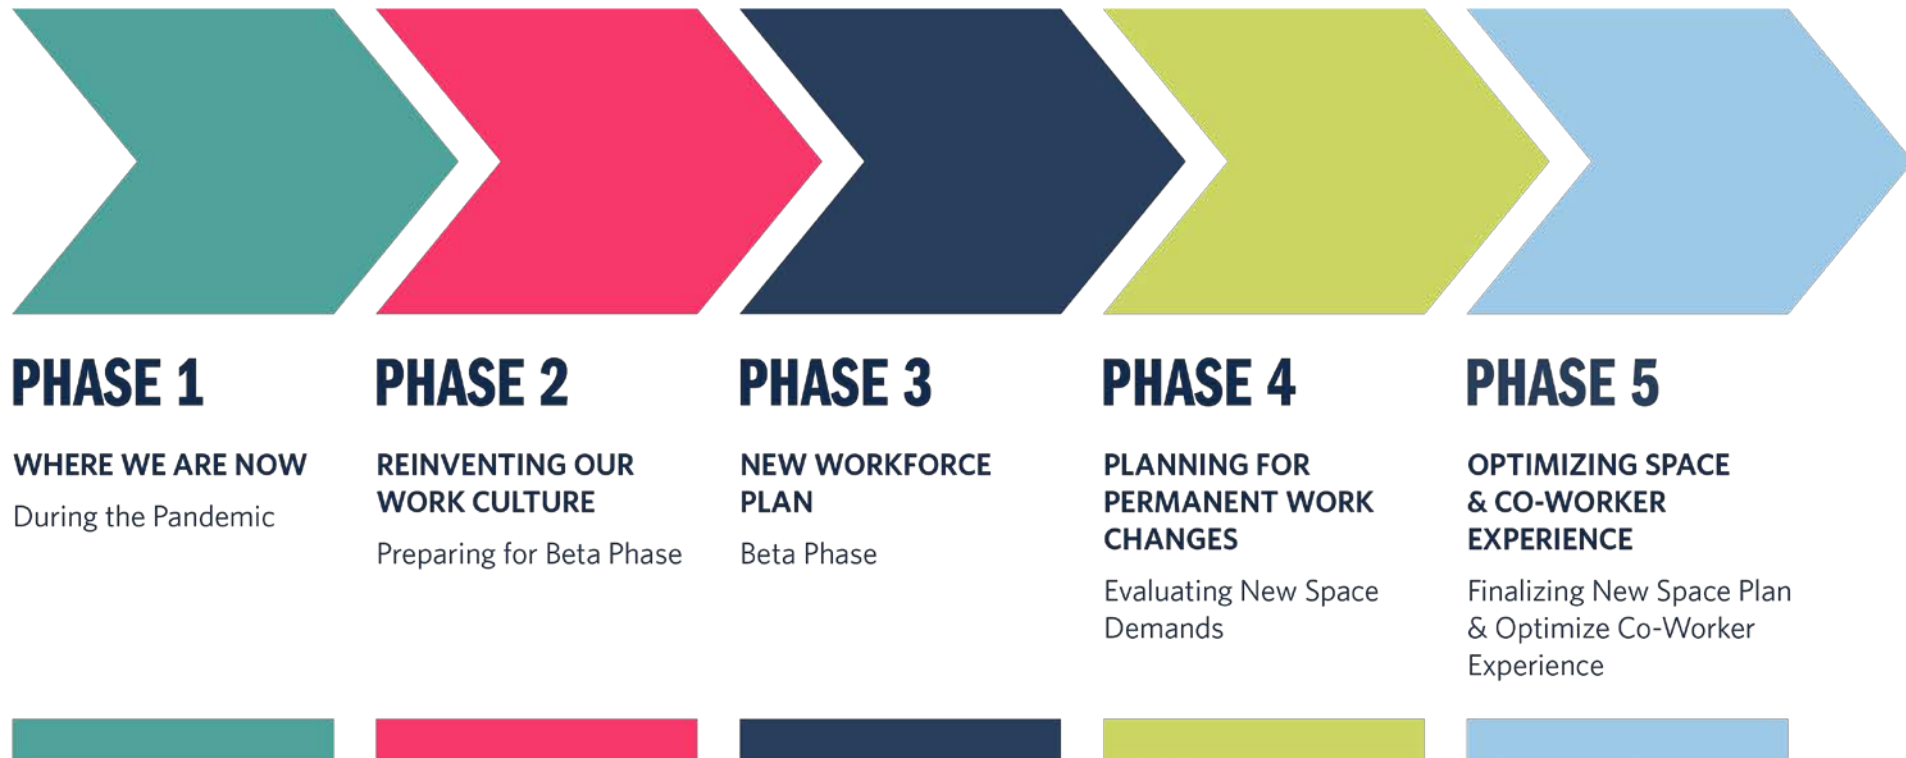 PHASE 1
WHERE WE ARE NOW
During the Pandemic
PHASE 2
REINVENTING OUR
WORK CULTURE
Preparing for Beta Phase
PHASE 3
NEW WORKFORCE
PLAN
Beta Phase
PHASE 4
PLANNING FOR
PERMANENT WORK
CHANGES
Evaluating New Space
Demands
PHASE 5
OPTIMIZING SPACE
& CO-WORKER
EXPERIENCE
Finalizing New Space Plan
& Optimize Co-Worker
Experience